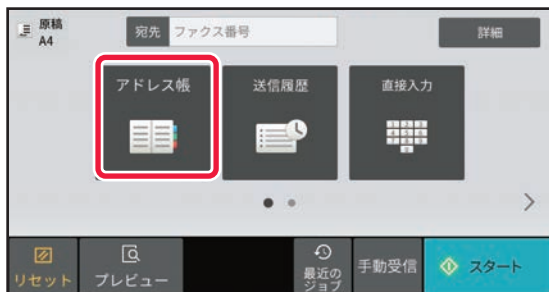 原稿
A4
宛先 ファクス番号
詳細
アドレス帳 送信履歴 直接入力
リセット プレビュー 最近の
ジョブ 手動受信 スタート